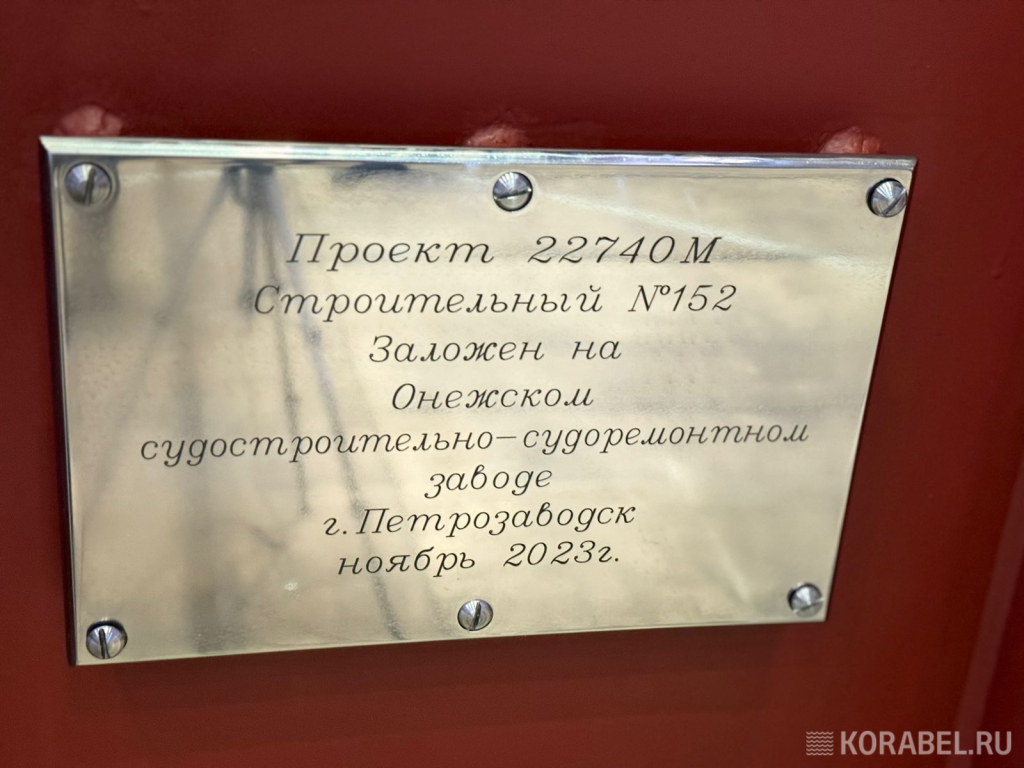 Проект 22740М
Строительный №152
Заложен на
Онежском
судостроительно-судоремонтном
заводе
г.Петрозаводск
ноябрь 2023г.
KORABEL.RU